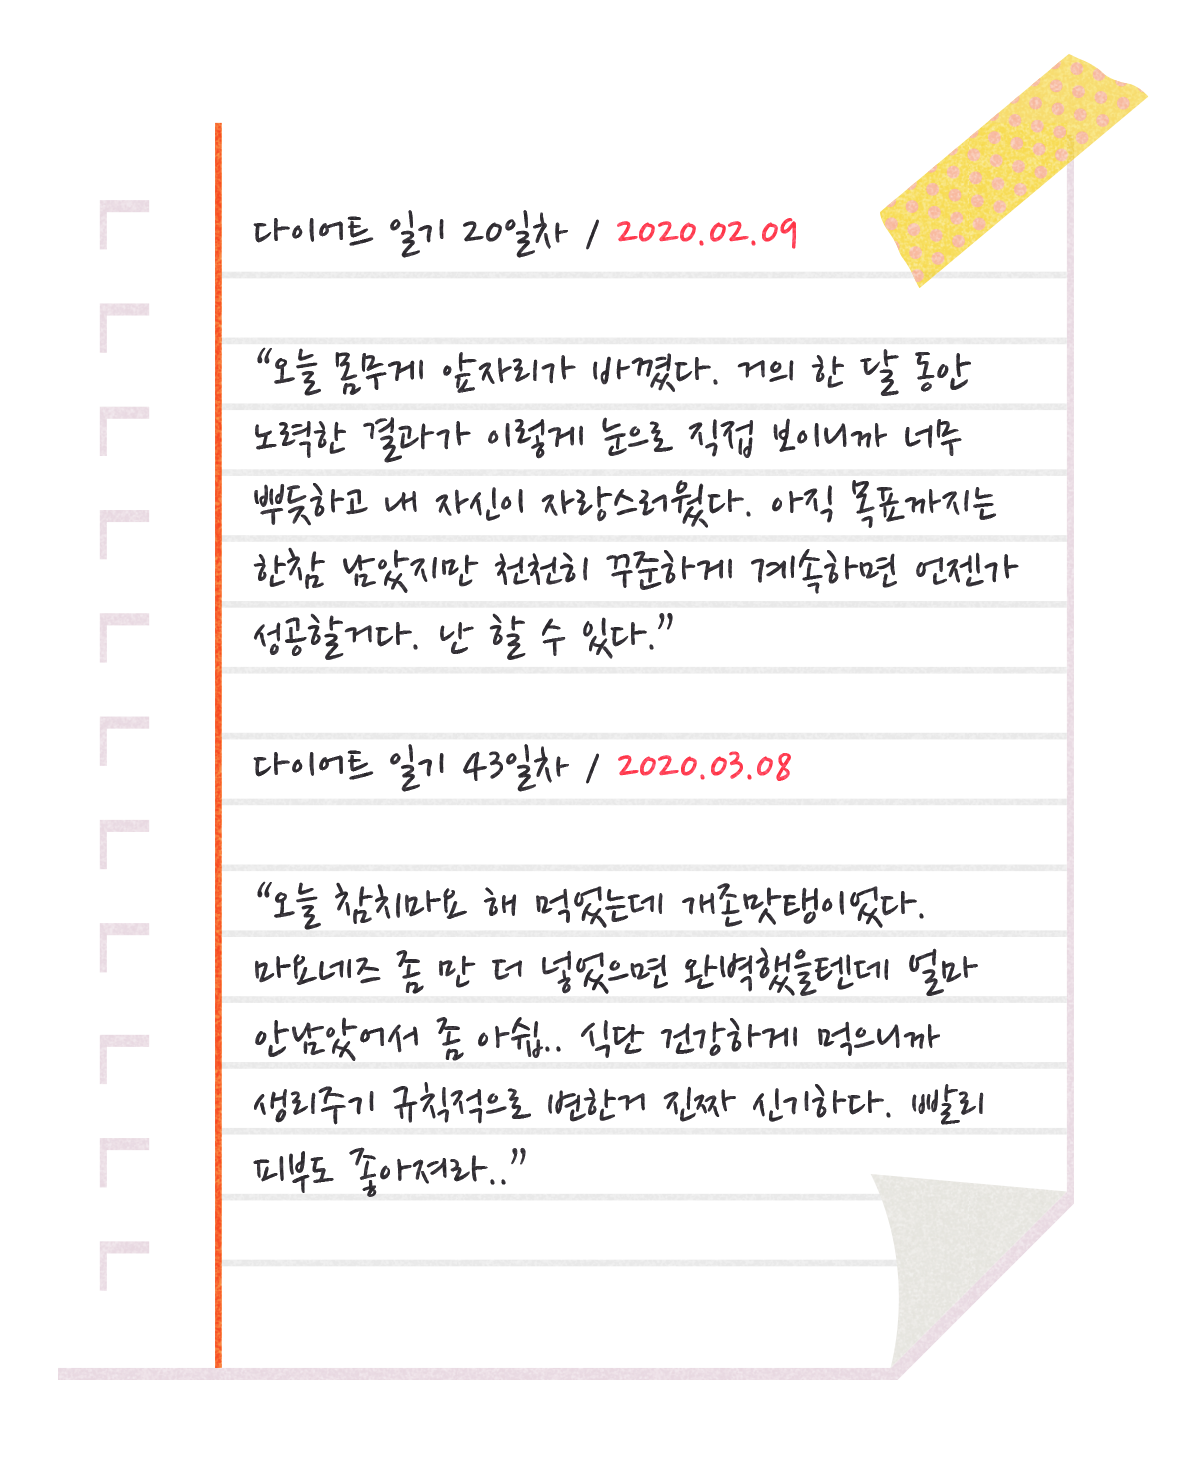 다이어트 일기 20일차 / 2020.02.09
“오늘 몸무게 앞자리가 바꼈다. 거의 한 달 동안
노력한 결과가 이렇게 눈으로 직접 보이니까 너무
뿌듯하고 내 자신이 자랑스러웠다. 아직 목표까지는
한참 남았지만 천천히 꾸준하게 계속하면 언젠가
성공할거다. 난 할 수 있다.”
다이어트 일기 43일차 / 2020.03.08
“오늘 참치마요 해 먹었는데 개존맛탱이었다.
마요네즈 좀 만 더 넣었으면 완벽했을텐데 얼마
안남았어서 좀 아쉽.. 식단 건강하게 먹으니까
생리주기 규칙적으로 변한거 진짜 신기하다. 빨리
피부도 좋아져라..”